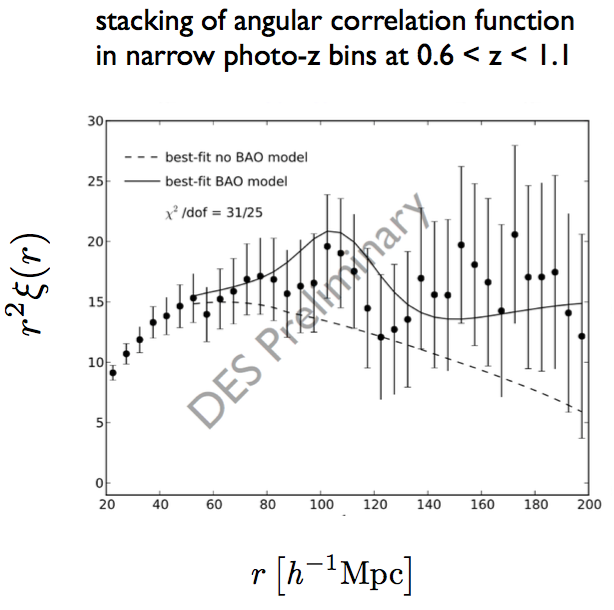 stacking of angular correlation function
in narrow photo-z bins at 0.6 < z < 1.1
30
25
20
15
10
5
0
best-fit no BAO model
best-fit BAO model
χ² /dof = 31/25
DES Preliminary
r²ξ(r)
20 40 60 80 100 120 140 160 180 200
r [h⁻¹Mpc]